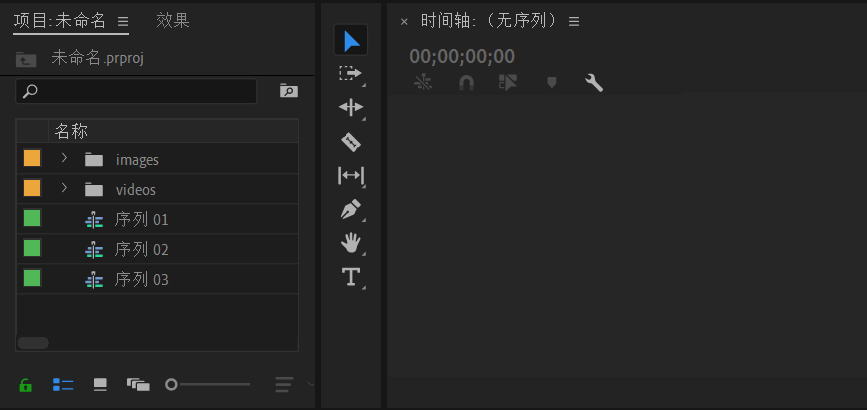 项目: 未命名
效果
未命名.prproj
名称
images
videos
序列 01
序列 02
序列 03
× 时间轴:（无序列）
00;00;00;00